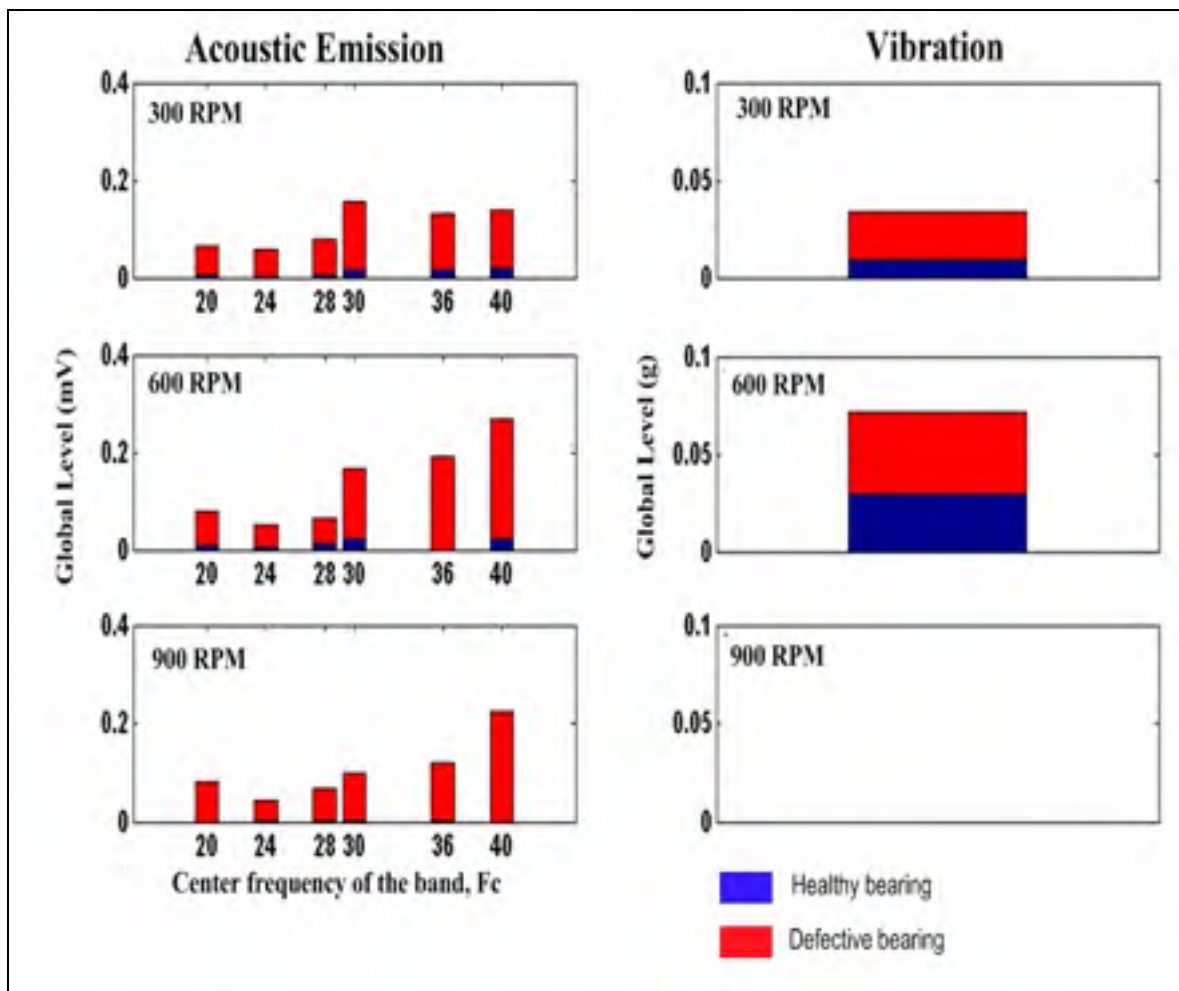 Acoustic Emission
Vibration
0.4
300 RPM
0.2
0
20 24 28 30 36 40
0.1
300 RPM
0.05
0
Global Level (mV)
0.4
600 RPM
0.2
0
20 24 28 30 36 40
Global Level (g)
0.1
600 RPM
0.05
0
0.4
900 RPM
0.2
0
20 24 28 30 36 40
Center frequency of the band, Fc
0.1
900 RPM
0.05
0
Healthy bearing
Defective bearing